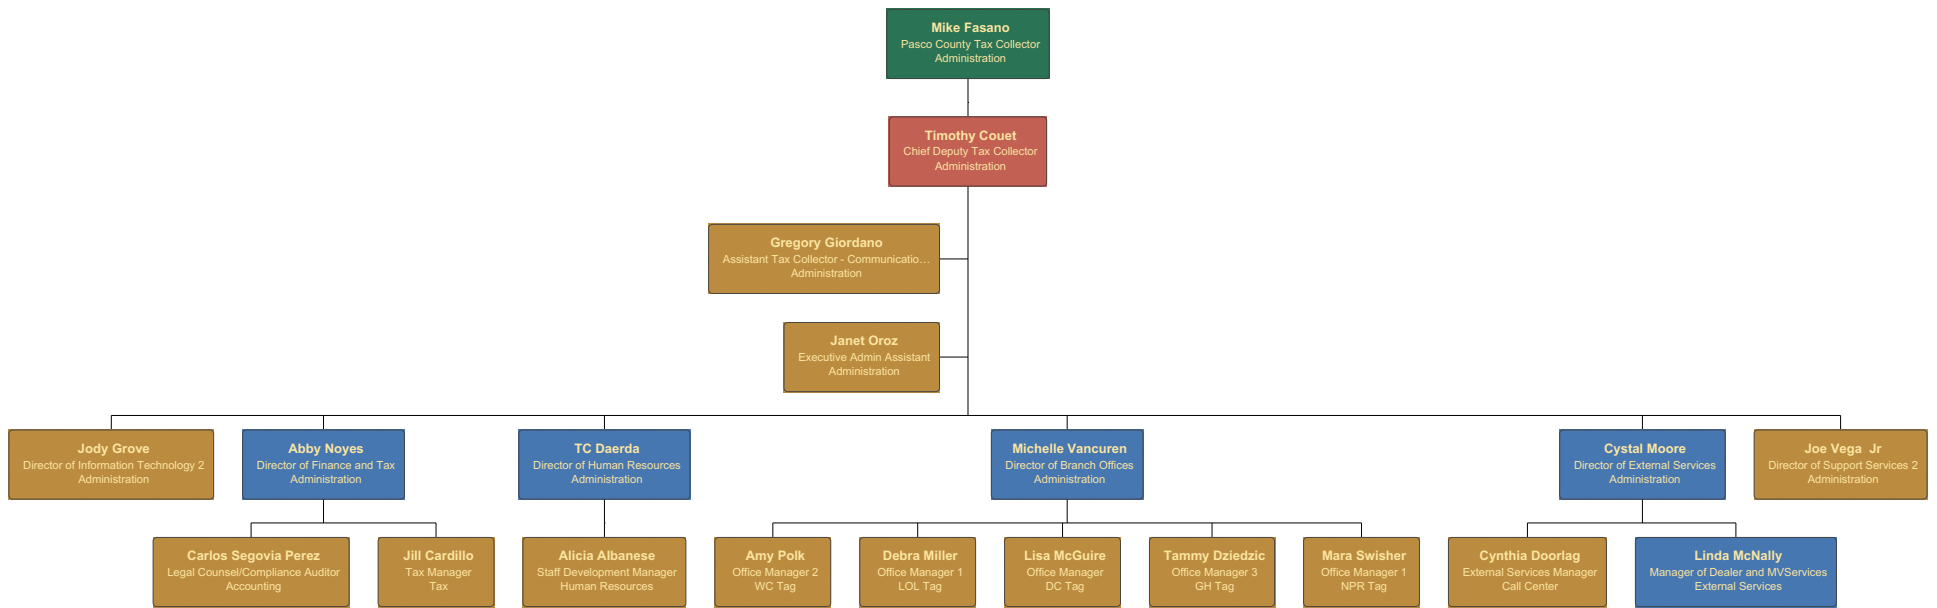 Mike Fasano
Pasco County Tax Collector
Administration
Timothy Couet
Chief Deputy Tax Collector
Administration
Gregory Giordano
Assistant Tax Collector - Communicatio...
Administration
Janet Oroz
Executive Admin Assistant
Administration
Jody Grove
Director of Information Technology 2
Administration
Abby Noyes
Director of Finance and Tax
Administration
TC Daerda
Director of Human Resources
Administration
Michelle Vancuren
Director of Branch Offices
Administration
Cystal Moore
Director of External Services
Administration
Joe Vega  Jr
Director of Support Services 2
Administration
Carlos Segovia Perez
Legal Counsel/Compliance Auditor
Accounting
Jill Cardillo
Tax Manager
Tax
Alicia Albanese
Staff Development Manager
Human Resources
Amy Polk
Office Manager 2
WC Tag
Debra Miller
Office Manager 1
LOL Tag
Lisa McGuire
Office Manager
DC Tag
Tammy Dziedzic
Office Manager 3
GH Tag
Mara Swisher
Office Manager 1
NPR Tag
Cynthia Doorlag
External Services Manager
Call Center
Linda McNally
Manager of Dealer and MVServices
External Services